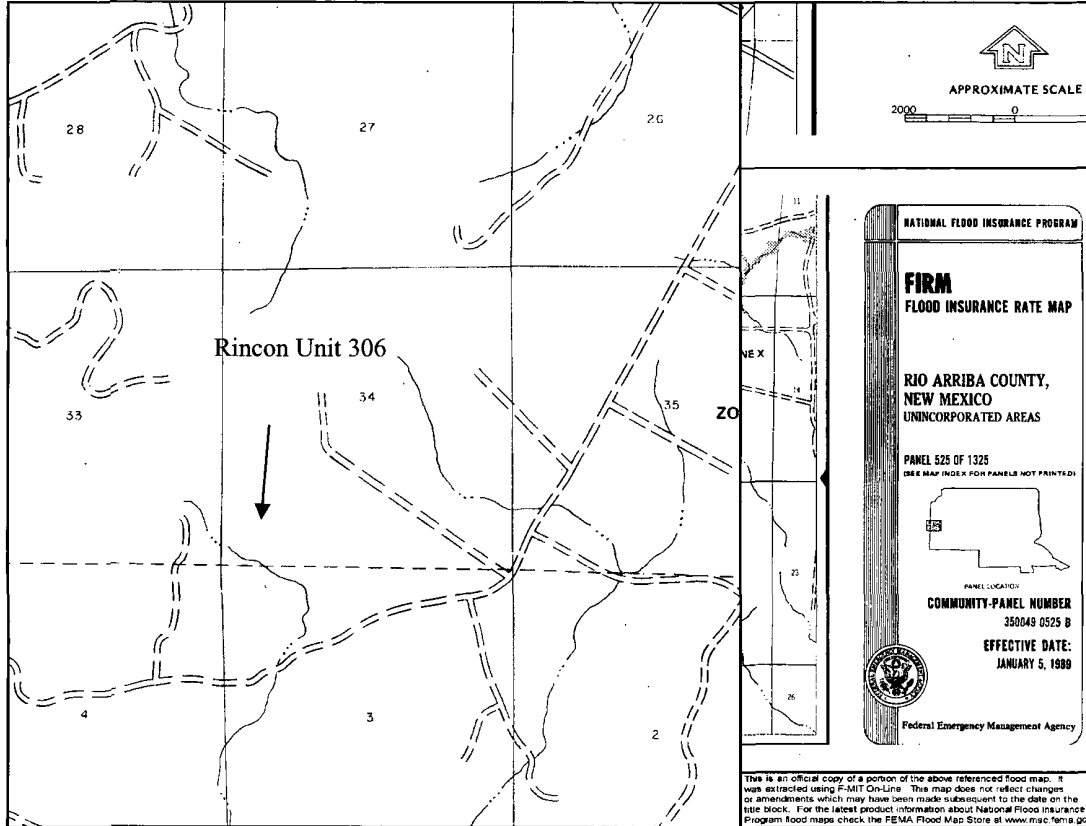 28
27
26
Rincon Unit 306
33
34
35
ZO
4
3
2
11
NE X
14
23
26
N
APPROXIMATE SCALE
2000 0
NATIONAL FLOOD INSURANCE PROGRAM
FIRM
FLOOD INSURANCE RATE MAP
RIO ARRIBA COUNTY,
NEW MEXICO
UNINCORPORATED AREAS
PANEL 525 OF 1325
(SEE MAP INDEX FOR PANELS NOT PRINTED)
PANEL LOCATION
COMMUNITY-PANEL NUMBER
350049 0525 B
EFFECTIVE DATE:
JANUARY 5, 1989
Federal Emergency Management Agency
This is an official copy of a portion of the above referenced flood map. It
was extracted using F-MIT On-Line This map does not reflect changes
or amendments which may have been made subsequent to the date on the
title block. For the latest product information about National Flood Insurance
Program flood maps check the FEMA Flood Map Store at www.msc.fema.go